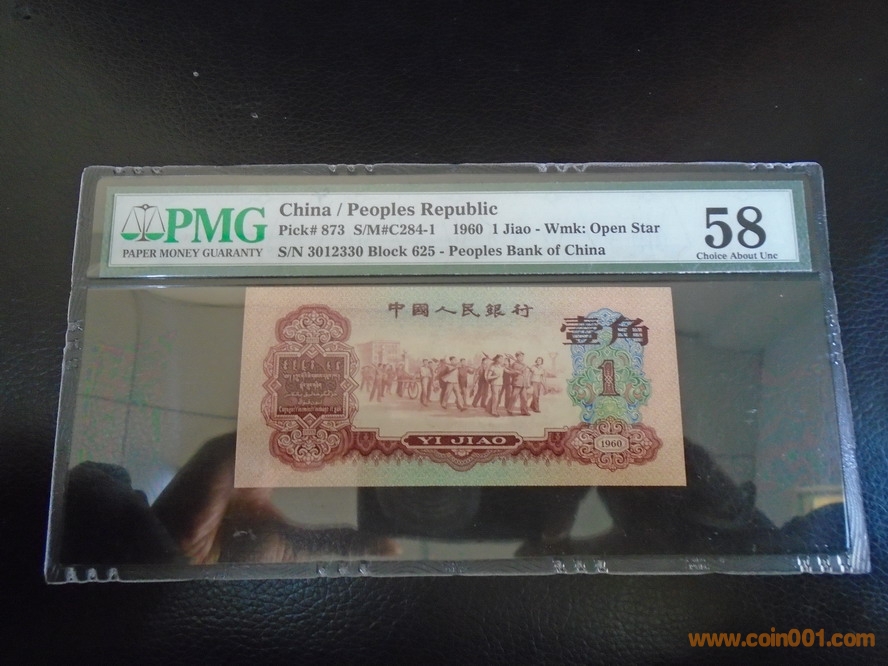 PMG
PAPER MONEY GUARANTY
China / Peoples Republic
Pick# 873 S/M#C284-1 1960 1 Jiao - Wmk: Open Star
S/N 3012330 Block 625 - Peoples Bank of China
58
Choice About Unc
中國人民銀行
壹角
1
YI JIAO
1960
www.coin001.com